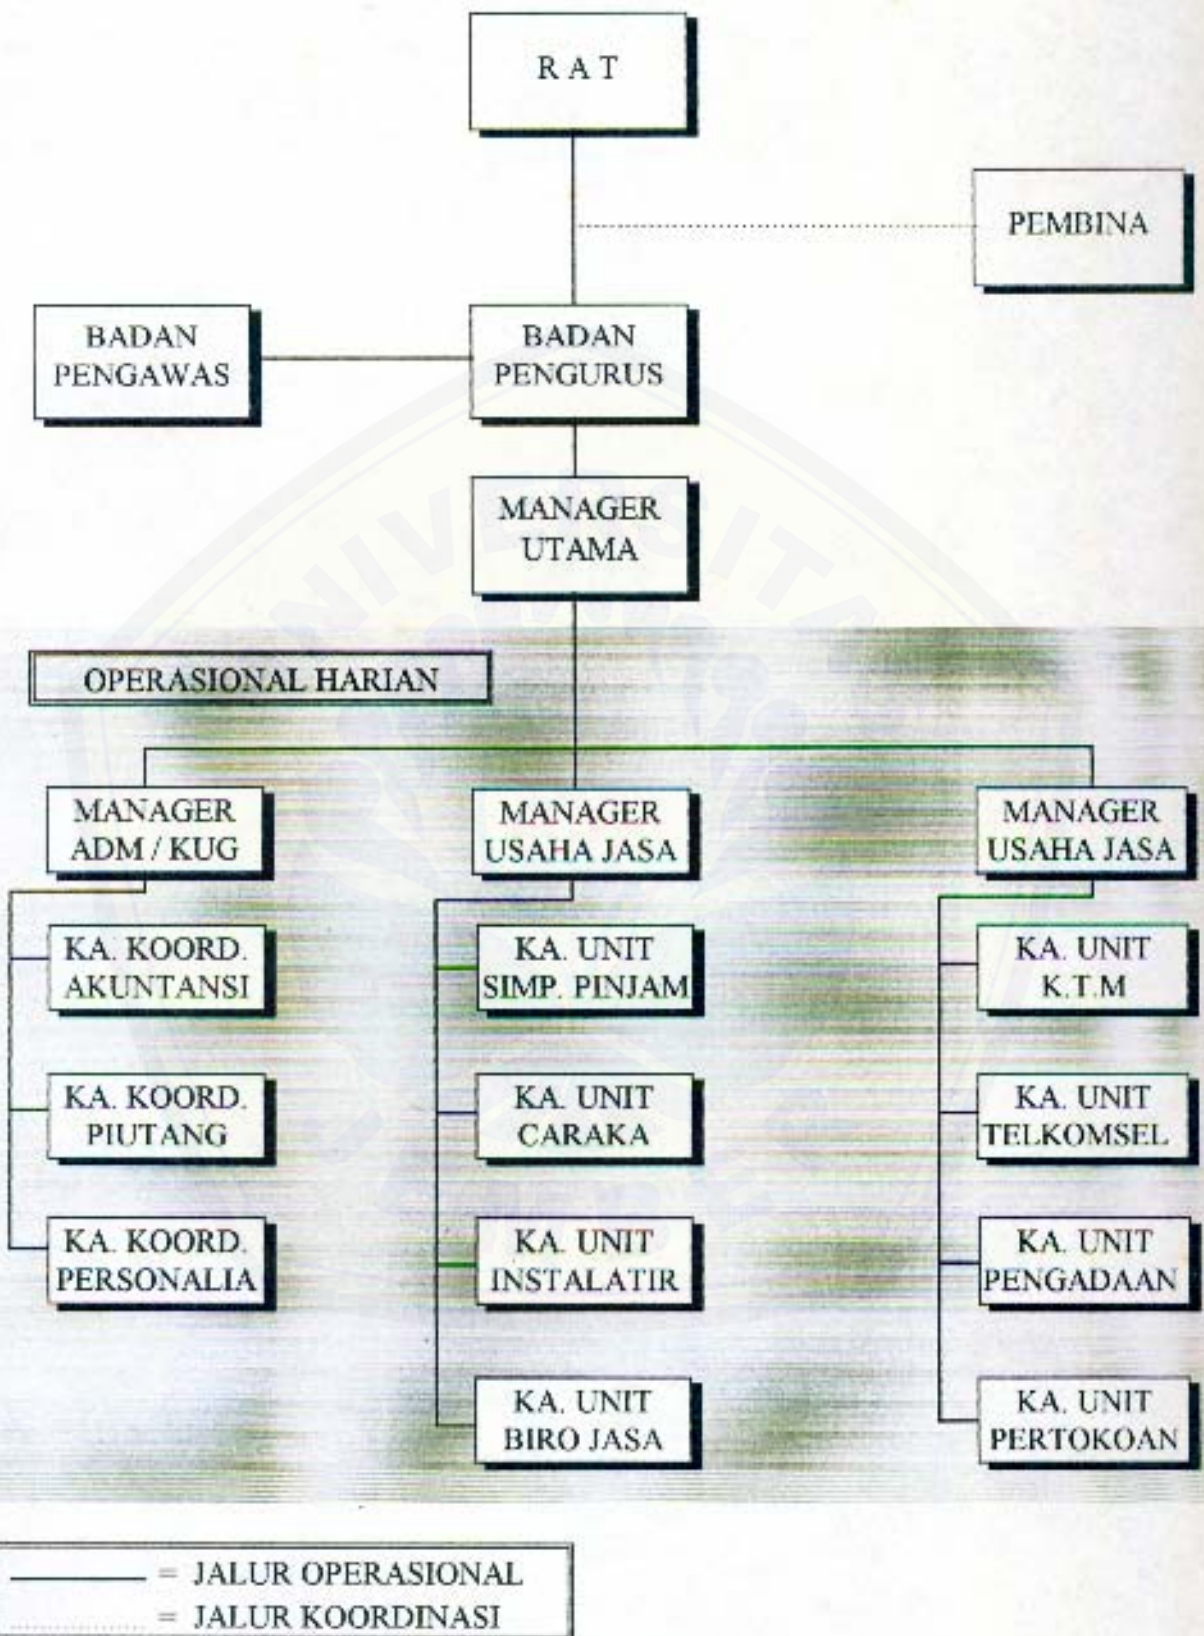 R A T
PEMBINA
BADAN
PENGAWAS
BADAN
PENGURUS
MANAGER
UTAMA
OPERASIONAL HARIAN
MANAGER
ADM / KUG
MANAGER
USAHA JASA
MANAGER
USAHA JASA
KA. KOORD.
AKUNTANSI
KA. UNIT
SIMP. PINJAM
KA. UNIT
K.T.M
KA. KOORD.
PIUTANG
KA. UNIT
CARAKA
KA. UNIT
TELKOMSEL
KA. KOORD.
PERSONALIA
KA. UNIT
INSTALATIR
KA. UNIT
PENGADAAN
KA. UNIT
BIRO JASA
KA. UNIT
PERTOKOAN
= JALUR OPERASIONAL
= JALUR KOORDINASI